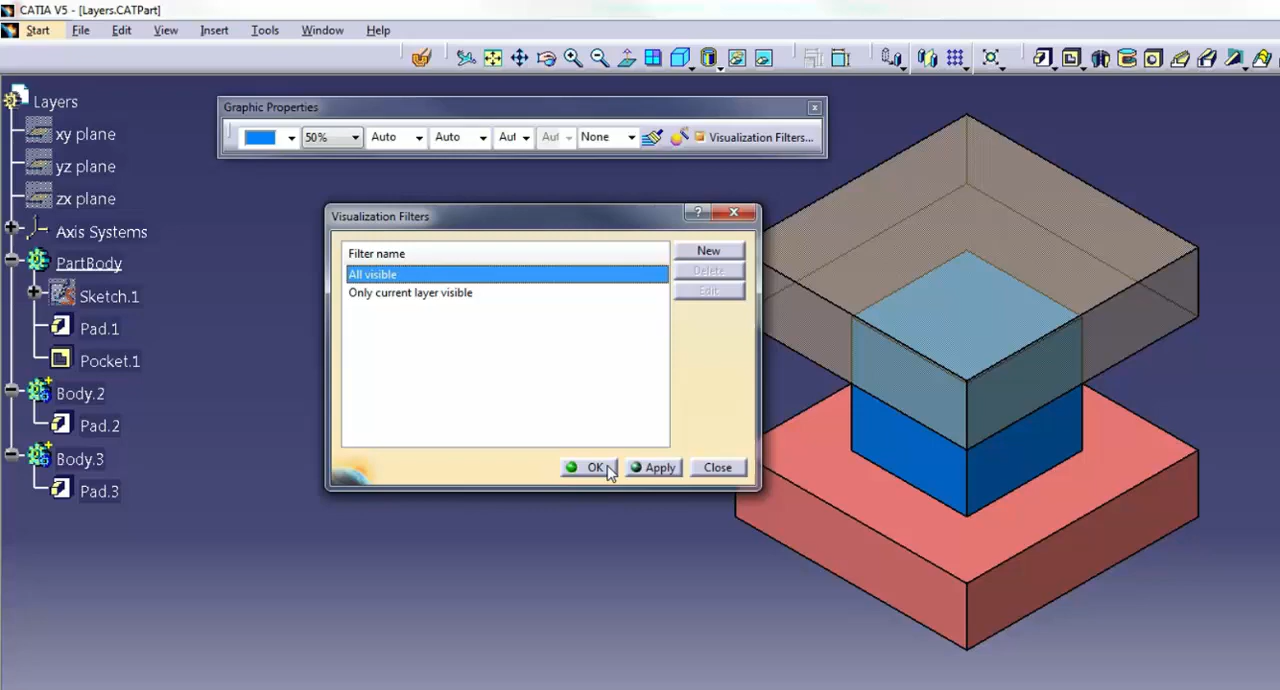 CATIA V5 - [Layers.CATPart]
Start File Edit View Insert Tools Window Help
Layers
xy plane
yz plane
zx plane
Axis Systems
PartBody
Sketch.1
Pad.1
Pocket.1
Body.2
Pad.2
Body.3
Pad.3
Graphic Properties
50% Auto Auto Aut Aut None Visualization Filters...
Visualization Filters
Filter name
All visible
Only current layer visible
New
Delete
Edit
OK Apply Close